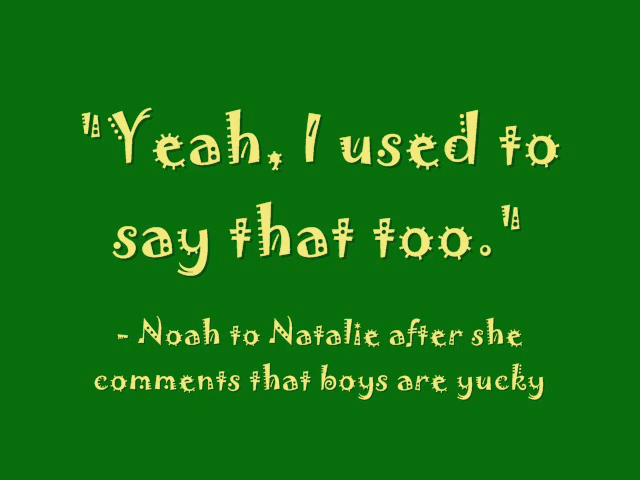 "Yeah, I used to
say that too."
- Noah to Natalie after she
comments that boys are yucky